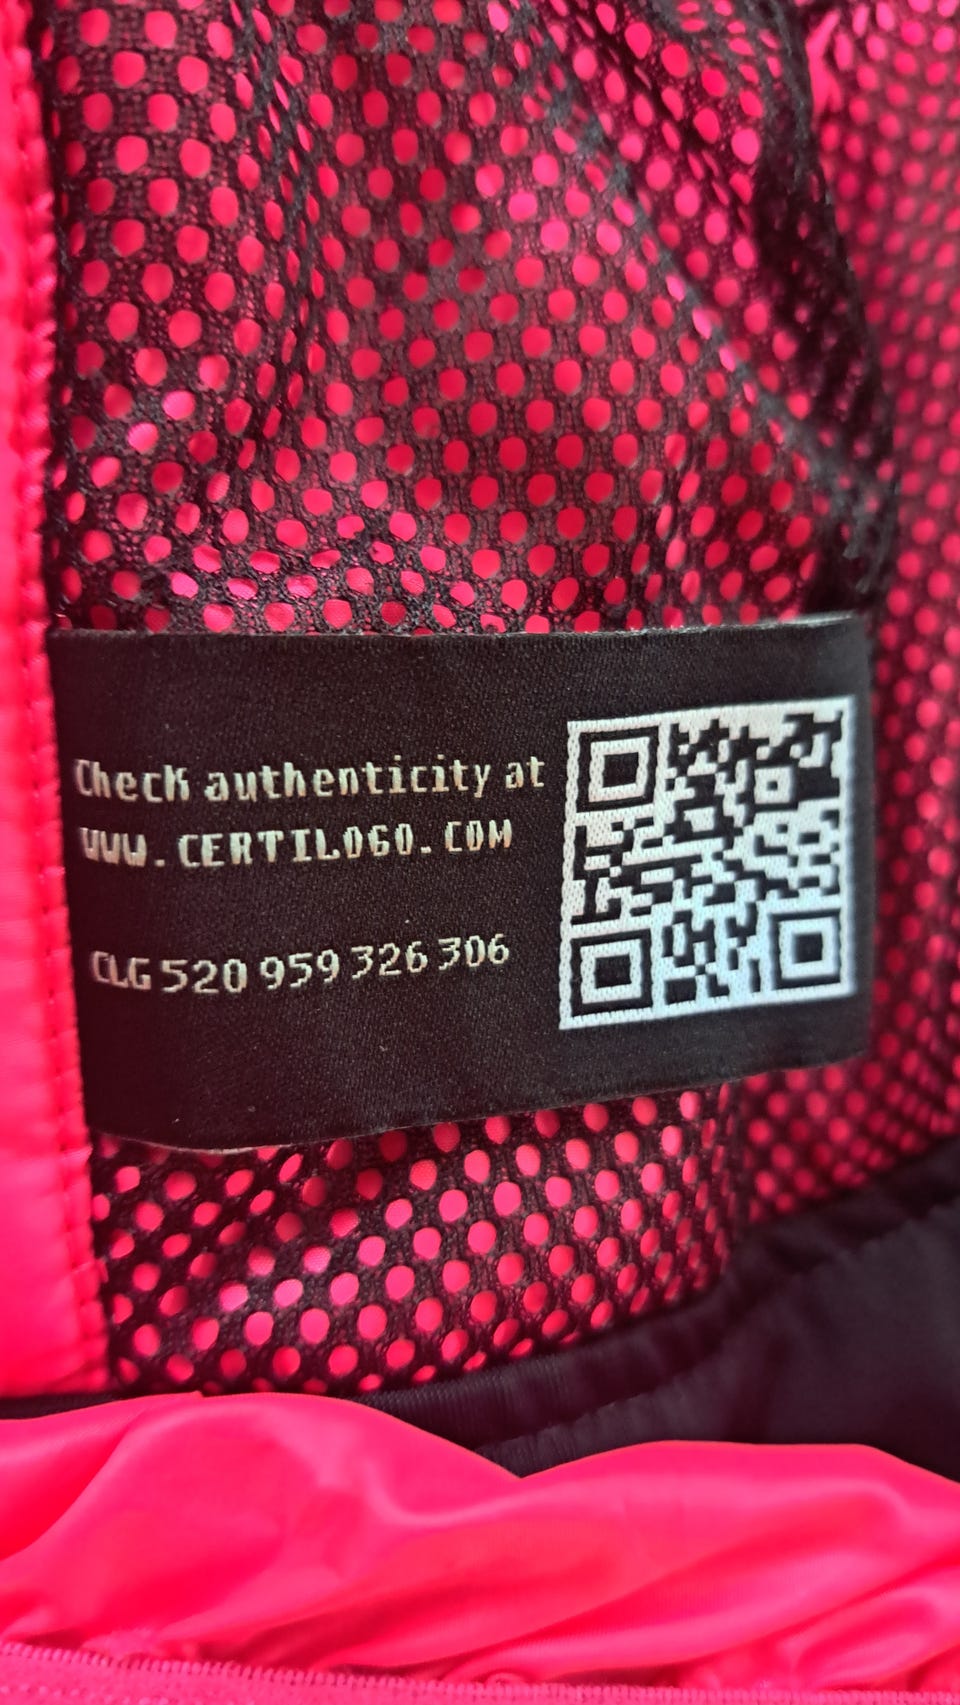 Check authenticity at
WWW.CERTILOGO.COM
CLG 520 959 326 306